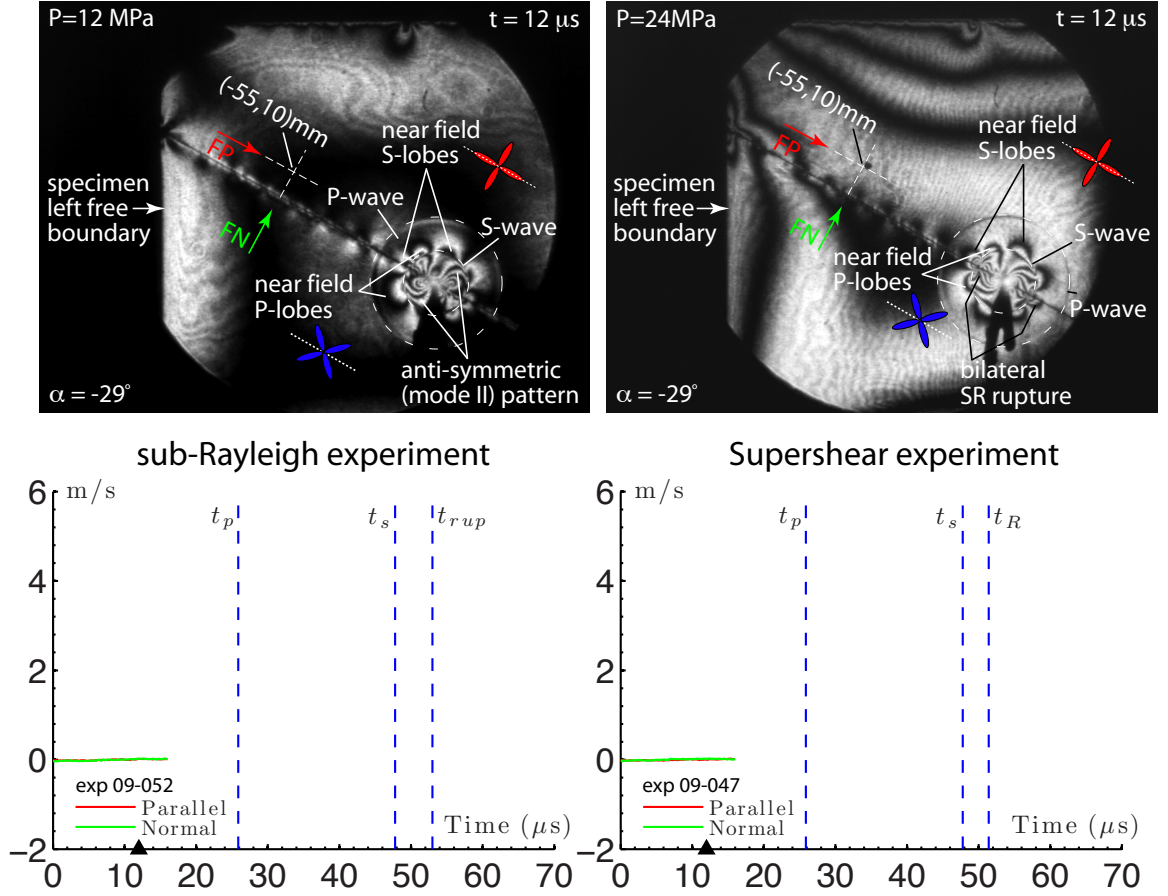 P=12 MPa
t = 12 μs
(-55,10)mm
near field
S-lobes
FP
specimen
left free
boundary
P-wave
FN
S-wave
near field
P-lobes
anti-symmetric
(mode II) pattern
α = -29°
P=24MPa
t = 12 μs
(-55,10)mm
near field
S-lobes
FP
specimen
left free
boundary
FN
S-wave
near field
P-lobes
P-wave
bilateral
SR rupture
α = -29°
sub-Rayleigh experiment
6
m/s
t_p
t_s
t_rup
4
2
0
exp 09-052
Parallel
Normal
Time (μs)
−2
0 10 20 30 40 50 60 70
Supershear experiment
6
m/s
t_p
t_s
t_R
4
2
0
exp 09-047
Parallel
Normal
Time (μs)
−2
0 10 20 30 40 50 60 70